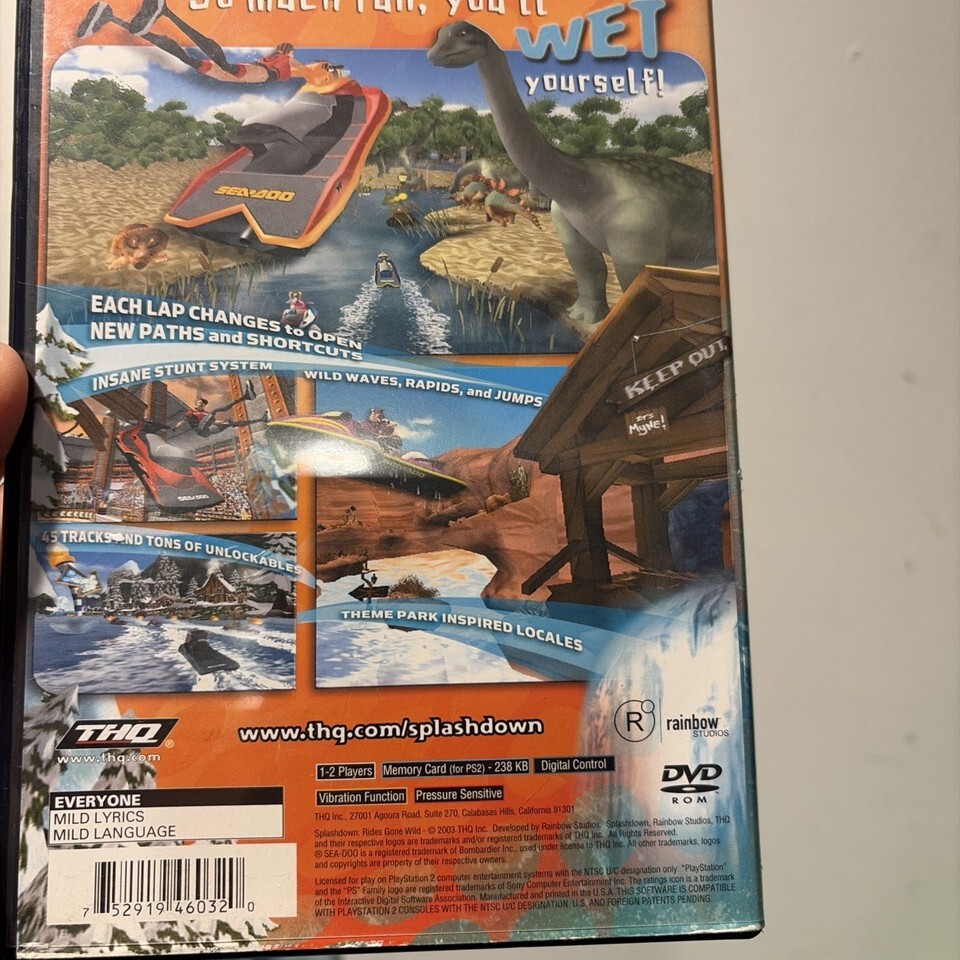 So much fun, you'll
WET
yourself!
SEA-DOO
EACH LAP CHANGES to OPEN
NEW PATHS and SHORTCUTS
INSANE STUNT SYSTEM
WILD WAVES, RAPIDS, and JUMPS
KEEP OUT
It's
Myne!
SEA-DOO
45 TRACKS AND TONS OF UNLOCKABLES
THEME PARK INSPIRED LOCALES
THQ®
www.thq.com
www.thq.com/splashdown
R rainbow
STUDIOS
1-2 Players Memory Card (for PS2) - 238 KB Digital Control
Vibration Function Pressure Sensitive
DVD
ROM
EVERYONE
MILD LYRICS
MILD LANGUAGE
THQ Inc., 27001 Agoura Road, Suite 270, Calabasas Hills, California 91301
Splashdown: Rides Gone Wild - © 2003 THQ Inc. Developed by Rainbow Studios. Splashdown, Rainbow Studios, THQ
and their respective logos are trademarks and/or registered trademarks of THQ Inc. All Rights Reserved.
® SEA-DOO is a registered trademark of Bombardier Inc., used under license to THQ Inc. All other trademarks, logos
and copyrights are property of their respective owners.
Licensed for play on PlayStation 2 computer entertainment systems with the NTSC U/C designation only. "PlayStation"
and the "PS" Family logo are registered trademarks of Sony Computer Entertainment Inc. The ratings icon is a trademark
of the Interactive Digital Software Association. Manufactured and printed in the U.S.A. THIS SOFTWARE IS COMPATIBLE
WITH PLAYSTATION 2 CONSOLES WITH THE NTSC U/C DESIGNATION. U.S. AND FOREIGN PATENTS PENDING.
7 52919 46032 0